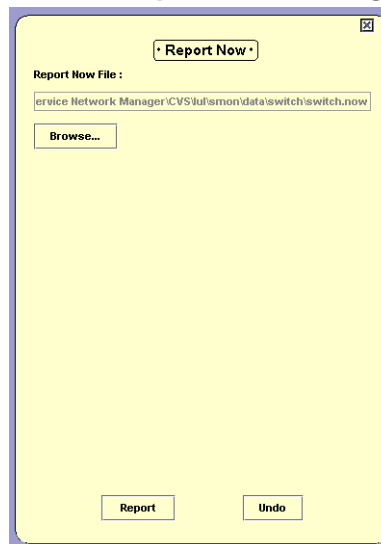 • Report Now •
Report Now File :
ervice Network Manager\CVS\lul\smon\data\switch\switch.now
Browse...
Report Undo